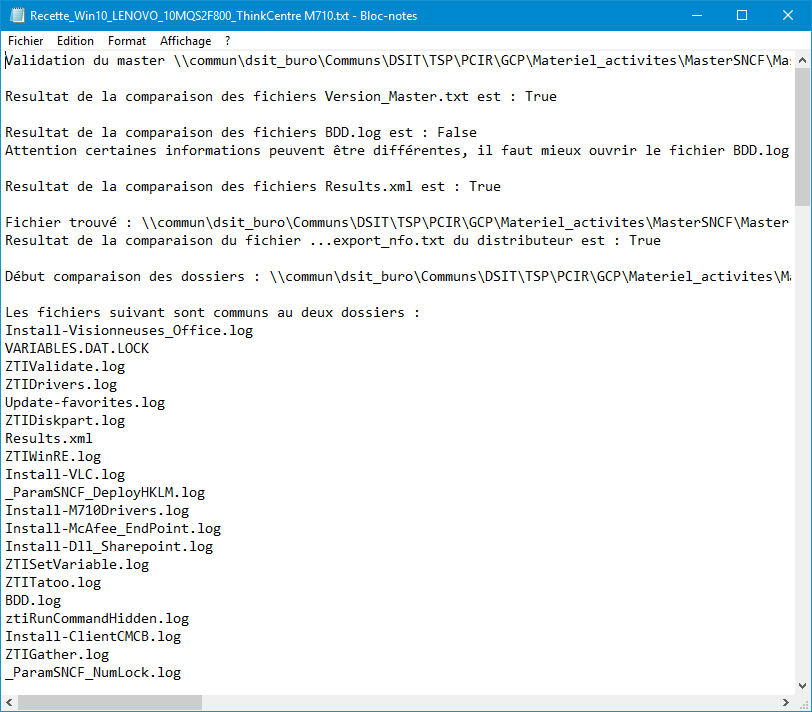 Recette_Win10_LENOVO_10MQS2F800_ThinkCentre M710.txt - Bloc-notes
Fichier Edition Format Affichage ?
Validation du master \\commun\dsit_buro\Communs\DSIT\TSP\PCIR\GCP\Materiel_activites\MasterSNCF\Ma
Resultat de la comparaison des fichiers Version_Master.txt est : True
Resultat de la comparaison des fichiers BDD.log est : False
Attention certaines informations peuvent être différentes, il faut mieux ouvrir le fichier BDD.log
Resultat de la comparaison des fichiers Results.xml est : True
Fichier trouvé : \\commun\dsit_buro\Communs\DSIT\TSP\PCIR\GCP\Materiel_activites\MasterSNCF\Master
Resultat de la comparaison du fichier ...export_nfo.txt du distributeur est : True
Début comparaison des dossiers : \\commun\dsit_buro\Communs\DSIT\TSP\PCIR\GCP\Materiel_activites\M
Les fichiers suivant sont communs au deux dossiers :
Install-Visionneuses_Office.log
VARIABLES.DAT.LOCK
ZTIValidate.log
ZTIDrivers.log
Update-favorites.log
ZTIDiskpart.log
Results.xml
ZTIWinRE.log
Install-VLC.log
_ParamSNCF_DeployHKLM.log
Install-M710Drivers.log
Install-McAfee_EndPoint.log
Install-Dll_Sharepoint.log
ZTISetVariable.log
ZTITatoo.log
BDD.log
ztiRunCommandHidden.log
Install-ClientCMCB.log
ZTIGather.log
_ParamSNCF_NumLock.log